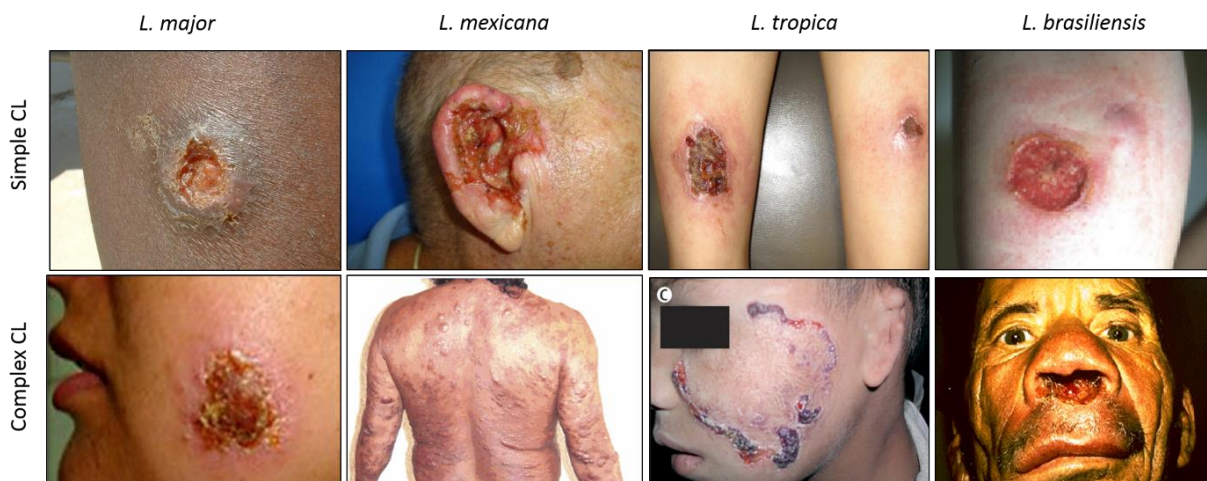 L. major
L. mexicana
L. tropica
L. brasiliensis
Simple CL
Complex CL
C